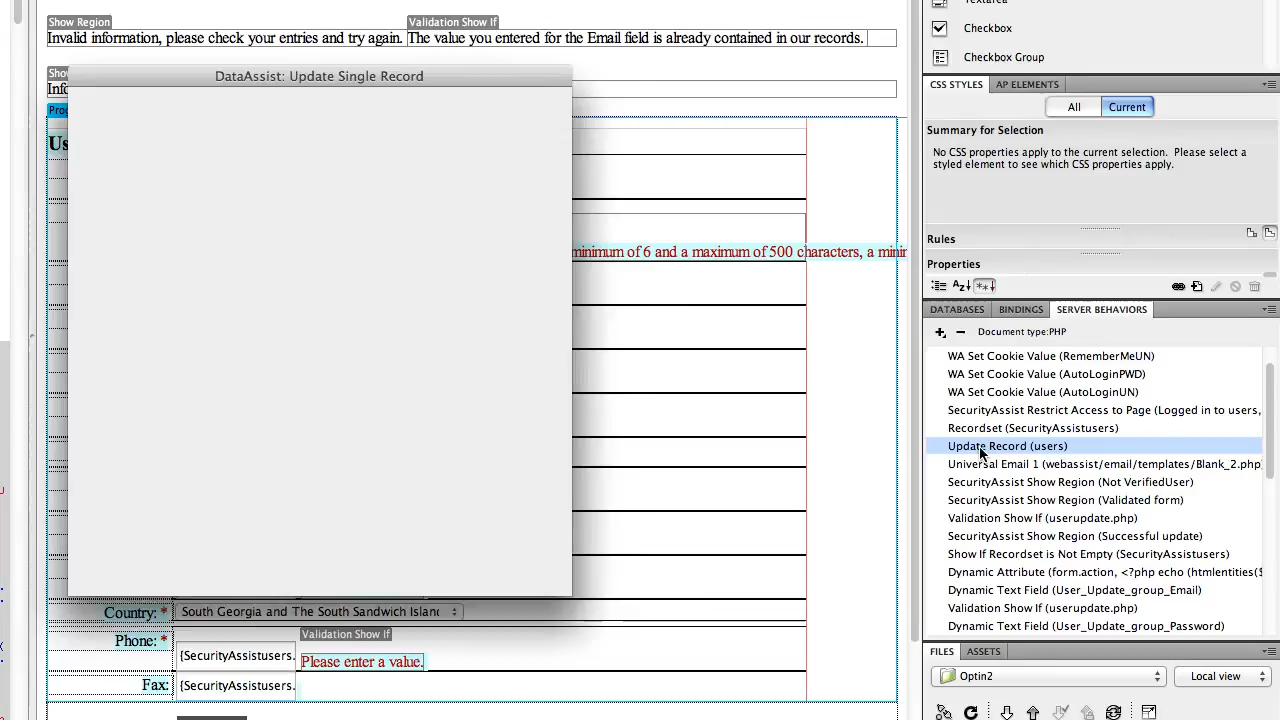 Show Region
Validation Show If
Invalid information, please check your entries and try again. The value you entered for the Email field is already contained in our records.
DataAssist: Update Single Record
minimum of 6 and a maximum of 500 characters, a
Country: *
South Georgia and The South Sandwich
Phone: *
Validation Show If
{SecurityAssistusers.
Please enter a value.
Fax:
{SecurityAssistusers.
Checkbox
Checkbox Group
CSS STYLES
AP ELEMENTS
All
Current
Summary for Selection
No CSS properties apply to the current selection. Please select a
styled element to see which CSS properties apply.
Rules
Properties
DATABASES
BINDINGS
SERVER BEHAVIORS
Document type:PHP
WA Set Cookie Value (RememberMeUN)
WA Set Cookie Value (AutoLoginPWD)
WA Set Cookie Value (AutoLoginUN)
SecurityAssist Restrict Access to Page (Logged in to users,
Recordset (SecurityAssistusers)
Update Record (users)
Universal Email 1 (webassist/email/templates/Blank_2.php)
SecurityAssist Show Region (Not VerifiedUser)
SecurityAssist Show Region (Validated form)
Validation Show If (userupdate.php)
SecurityAssist Show Region (Successful update)
Show If Recordset is Not Empty (SecurityAssistusers)
Dynamic Attribute (form.action, <?php echo (htmlentities($
Dynamic Text Field (User_Update_group_Email)
Validation Show If (userupdate.php)
Dynamic Text Field (User_Update_group_Password)
FILES
ASSETS
Optin2
Local view